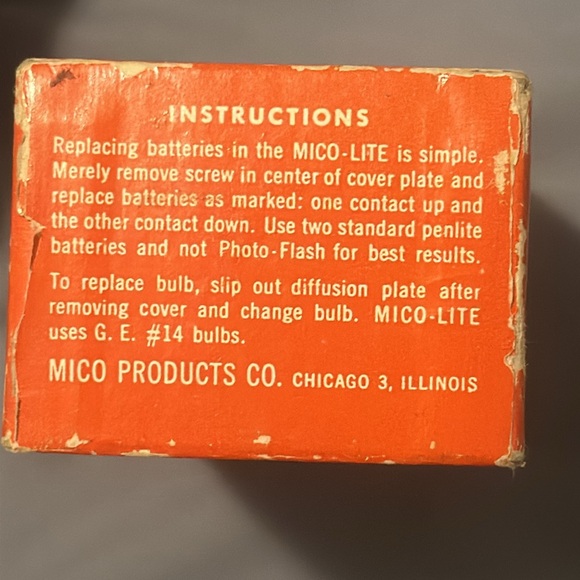 INSTRUCTIONS
Replacing batteries in the MICO-LITE is simple.
Merely remove screw in center of cover plate and
replace batteries as marked: one contact up and
the other contact down. Use two standard penlite
batteries and not Photo-Flash for best results.
To replace bulb, slip out diffusion plate after
removing cover and change bulb. MICO-LITE
uses G. E. #14 bulbs.
MICO PRODUCTS CO. CHICAGO 3, ILLINOIS